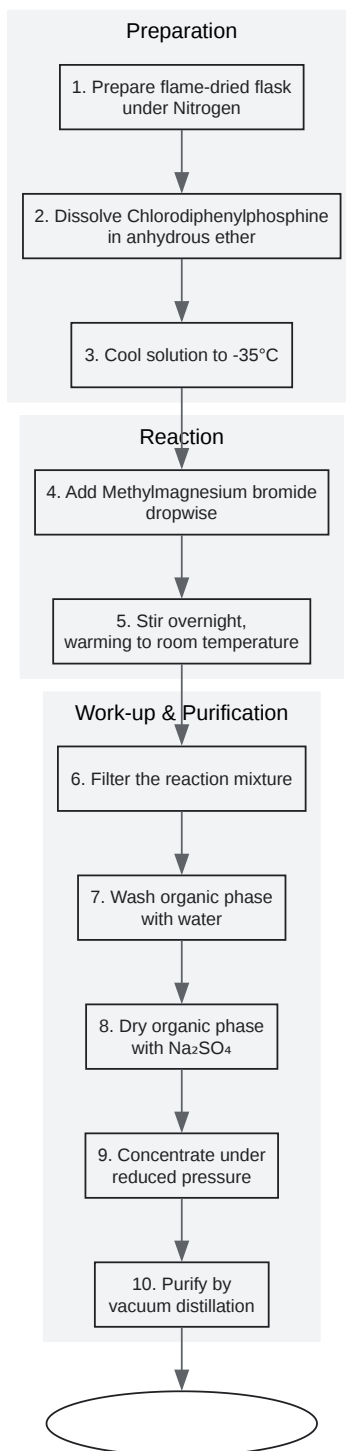 Preparation
1. Prepare flame-dried flask
under Nitrogen
2. Dissolve Chlorodiphenylphosphine
in anhydrous ether
3. Cool solution to -35°C
Reaction
4. Add Methylmagnesium bromide
dropwise
5. Stir overnight,
warming to room temperature
Work-up & Purification
6. Filter the reaction mixture
7. Wash organic phase
with water
8. Dry organic phase
with Na₂SO₄
9. Concentrate under
reduced pressure
10. Purify by
vacuum distillation